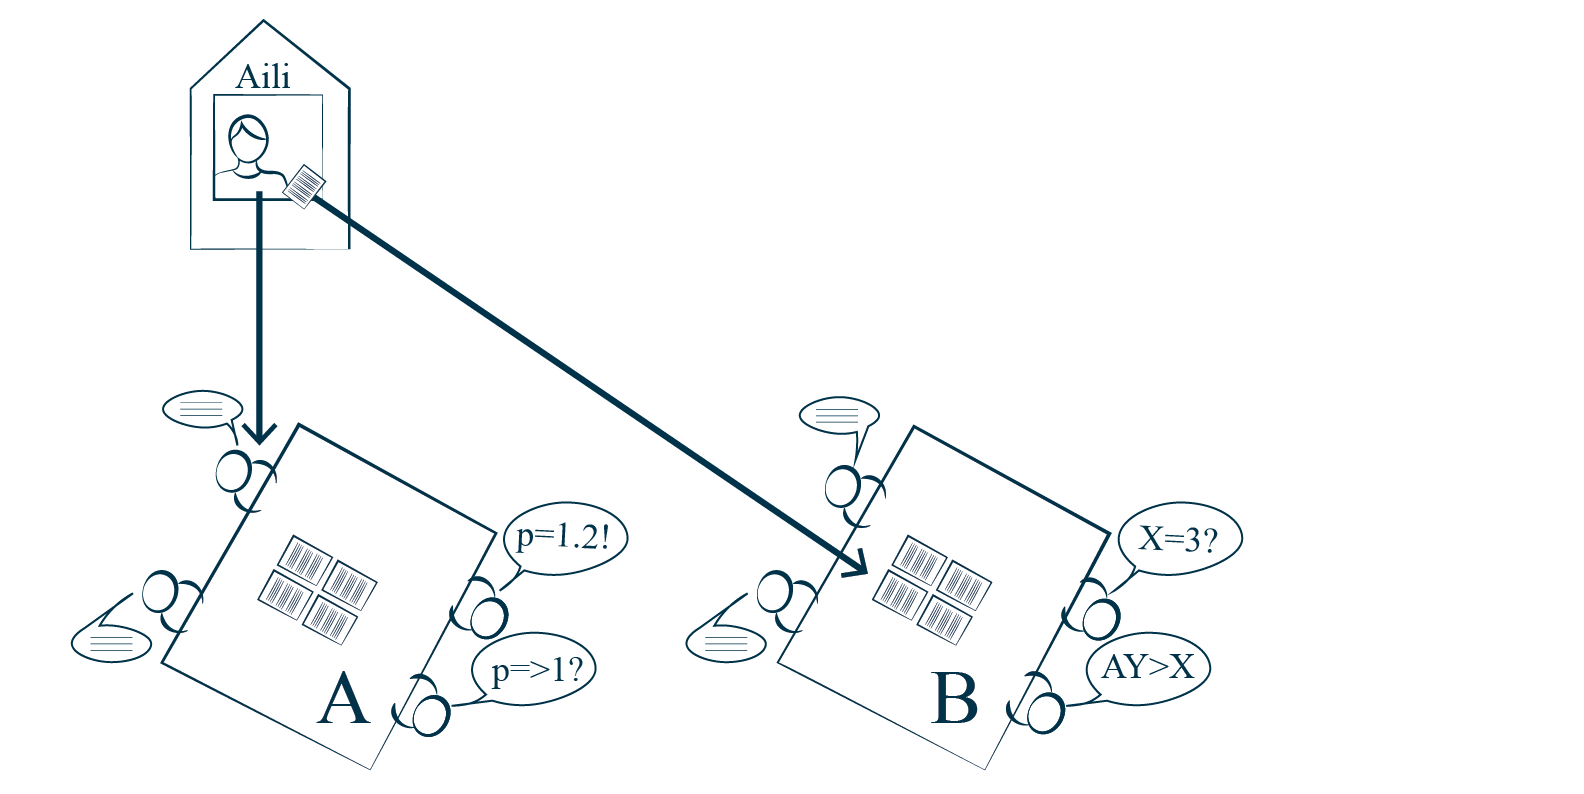 Aili
p=1.2!
p=>1?
A
X=3?
AY>X
B